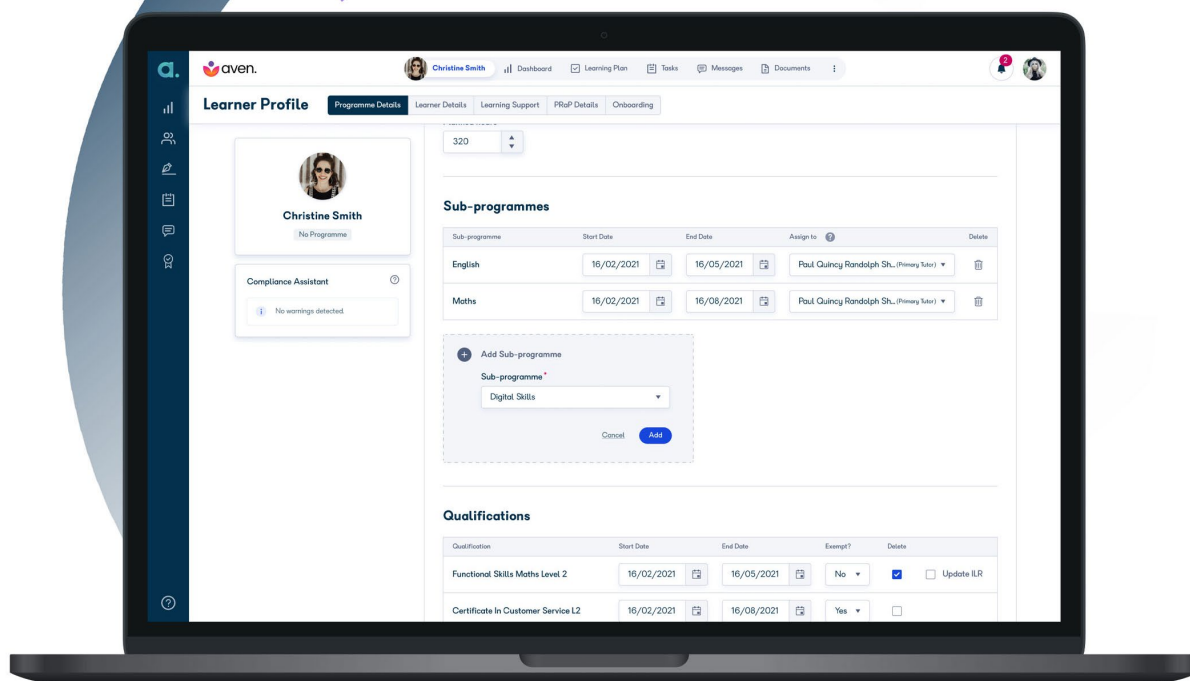 a.
aven.
Christine Smith
Dashboard
Learning Plan
Tasks
Messages
Documents
2
Learner Profile
Programme Details
Learner Details
Learning Support
PRaP Details
Onboarding
320
Christine Smith
No Programme
Compliance Assistant
No warnings detected.
Sub-programmes
Sub-programme Start Date End Date Assign to Delete
English 16/02/2021 16/05/2021 Paul Quincy Randolph Sh... (Primary Tutor)
Maths 16/02/2021 16/08/2021 Paul Quincy Randolph Sh... (Primary Tutor)
Add Sub-programme
Sub-programme*
Digital Skills
Cancel Add
Qualifications
Qualification Start Date End Date Exempt? Delete
Functional Skills Maths Level 2 16/02/2021 16/05/2021 No Update ILR
Certificate In Customer Service L2 16/02/2021 16/08/2021 Yes